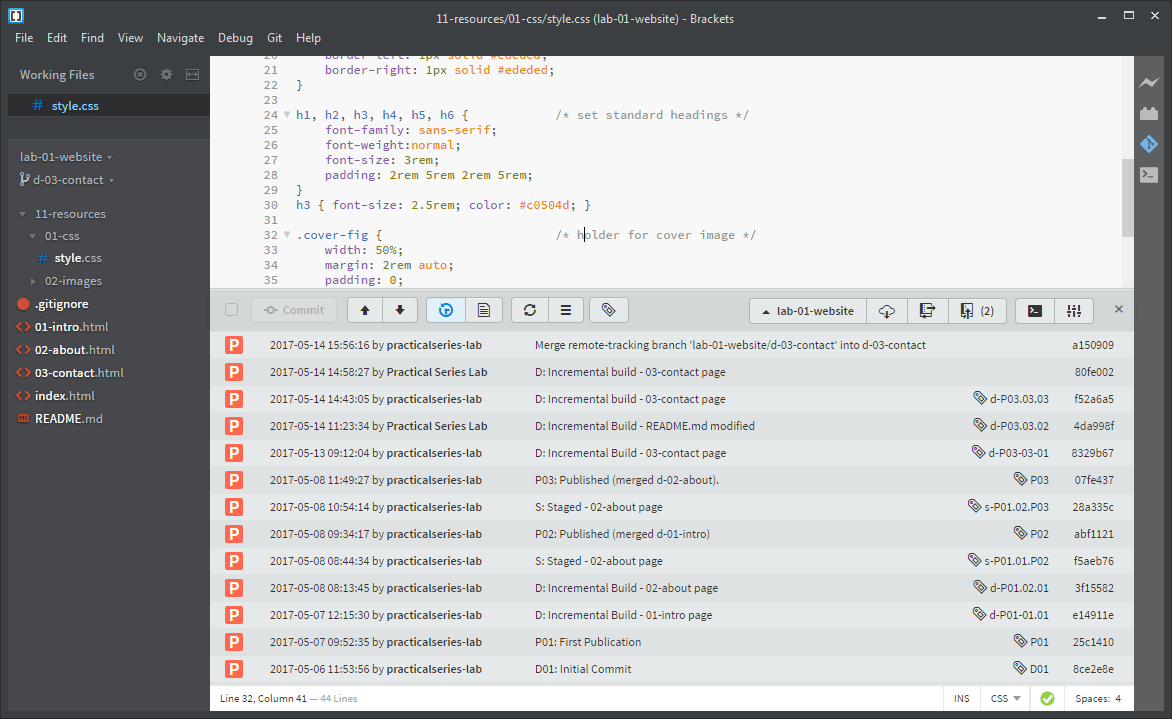 11-resources/01-css/style.css (lab-01-website) - Brackets
File Edit Find View Navigate Debug Git Help
Working Files
# style.css
lab-01-website
d-03-contact
11-resources
01-css
# style.css
02-images
.gitignore
<> 01-intro.html
<> 02-about.html
<> 03-contact.html
<> index.html
README.md
20 border-left: 1px solid #ededed;
21 border-right: 1px solid #ededed;
22 }
23
24 h1, h2, h3, h4, h5, h6 { /* set standard headings */
25 font-family: sans-serif;
26 font-weight:normal;
27 font-size: 3rem;
28 padding: 2rem 5rem 2rem 5rem;
29 }
30 h3 { font-size: 2.5rem; color: #c0504d; }
31
32 .cover-fig { /* holder for cover image */
33 width: 50%;
34 margin: 2rem auto;
35 padding: 0;
Commit lab-01-website (2)
P 2017-05-14 15:56:16 by practicalseries-lab Merge remote-tracking branch 'lab-01-website/d-03-contact' into d-03-contact a150909
P 2017-05-14 14:58:27 by Practical Series Lab D: Incremental build - 03-contact page 80fe002
P 2017-05-14 14:43:05 by practicalseries-lab D: Incremental build - 03-contact page d-P03.03.03 f52a6a5
P 2017-05-14 11:23:34 by Practical Series Lab D: Incremental Build - README.md modified d-P03.03.02 4da998f
P 2017-05-13 09:12:04 by practicalseries-lab D: Incremental Build - 03-contact page d-P03-03-01 8329b67
P 2017-05-08 11:49:27 by practicalseries-lab P03: Published (merged d-02-about). P03 07fe437
P 2017-05-08 10:54:14 by practicalseries-lab S: Staged - 02-about page s-P01.02.P03 28a335c
P 2017-05-08 09:34:17 by practicalseries-lab P02: Published (merged d-01-intro) P02 abf1121
P 2017-05-08 08:44:34 by practicalseries-lab S: Staged - 02-about page s-P01.01.P02 f5aeb76
P 2017-05-08 08:13:45 by practicalseries-lab D: Incremental Build - 02-about page d-P01.02.01 3f15582
P 2017-05-07 12:15:30 by practicalseries-lab D: Incremental Build - 01-intro page d-P01-01.01 e14911e
P 2017-05-07 09:52:35 by practicalseries-lab P01: First Publication P01 25c1410
P 2017-05-06 11:53:56 by practicalseries-lab D01: Initial Commit D01 8ce2e8e
Line 32, Column 41 — 44 Lines INS CSS Spaces: 4